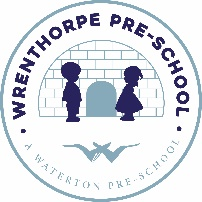 • WRENTHORPE PRE-SCHOOL •
A WATERTON PRE-SCHOOL